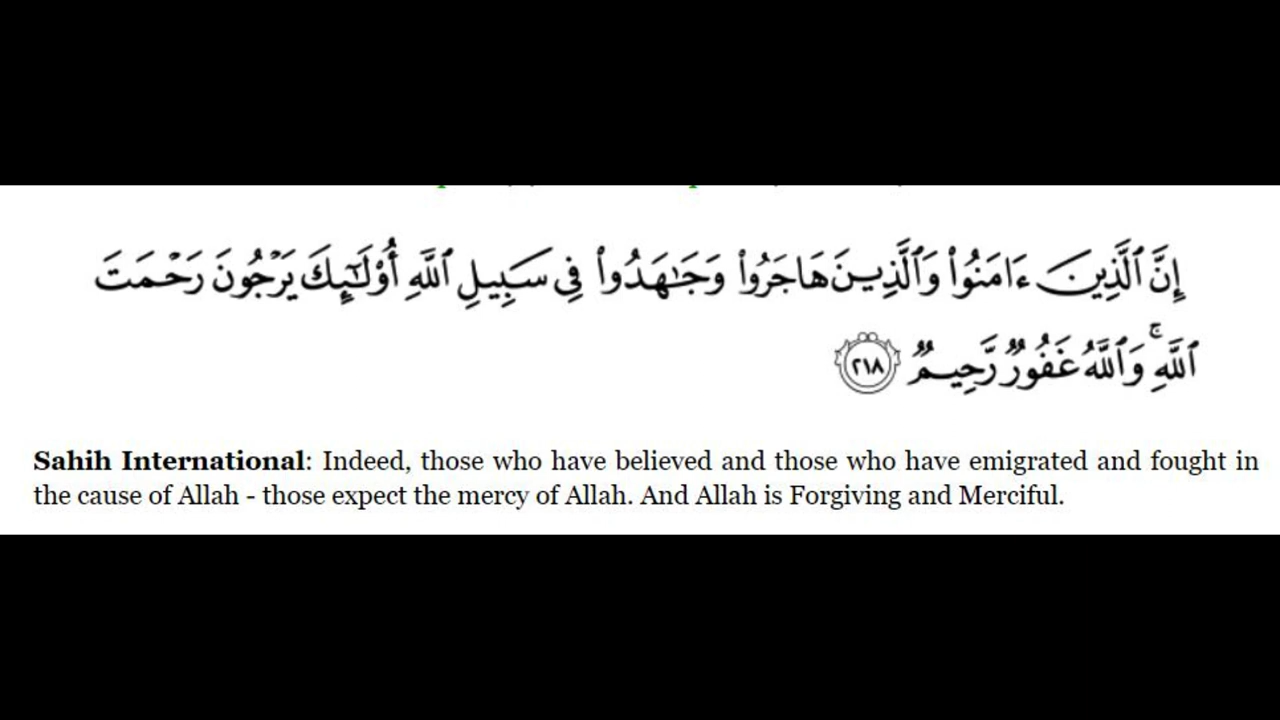 إِنَّ ٱلَّذِينَ ءَامَنُوا۟ وَٱلَّذِينَ هَاجَرُوا۟ وَجَـٰهَدُوا۟ فِى سَبِيلِ ٱللَّهِ أُو۟لَـٰٓئِكَ يَرْجُونَ رَحْمَتَ
ٱللَّهِ ۚ وَٱللَّهُ غَفُورٌ رَّحِيمٌ ٢١٨
Sahih International: Indeed, those who have believed and those who have emigrated and fought in
the cause of Allah - those expect the mercy of Allah. And Allah is Forgiving and Merciful.